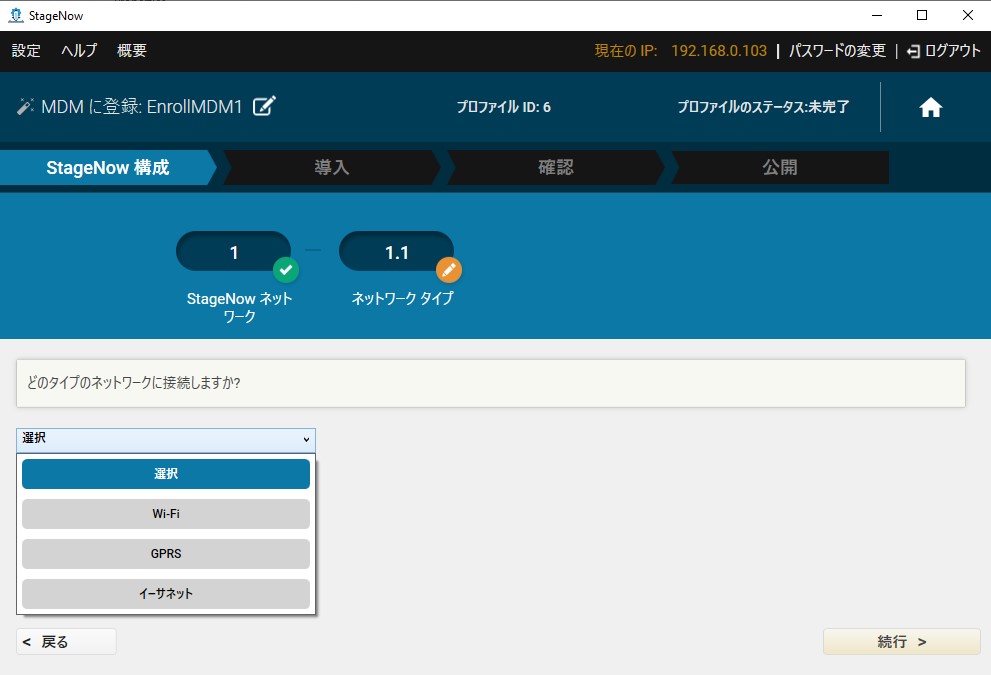 StageNow
設定 ヘルプ 概要 現在の IP: 192.168.0.103 | パスワードの変更 | ログアウト
MDM に登録: EnrollMDM1 プロファイル ID: 6 プロファイルのステータス:未完了
StageNow 構成 導入 確認 公開
1 1.1
StageNow ネット
ワーク
ネットワーク タイプ
どのタイプのネットワークに接続しますか?
選択
選択
Wi-Fi
GPRS
イーサネット
< 戻る 続行 >